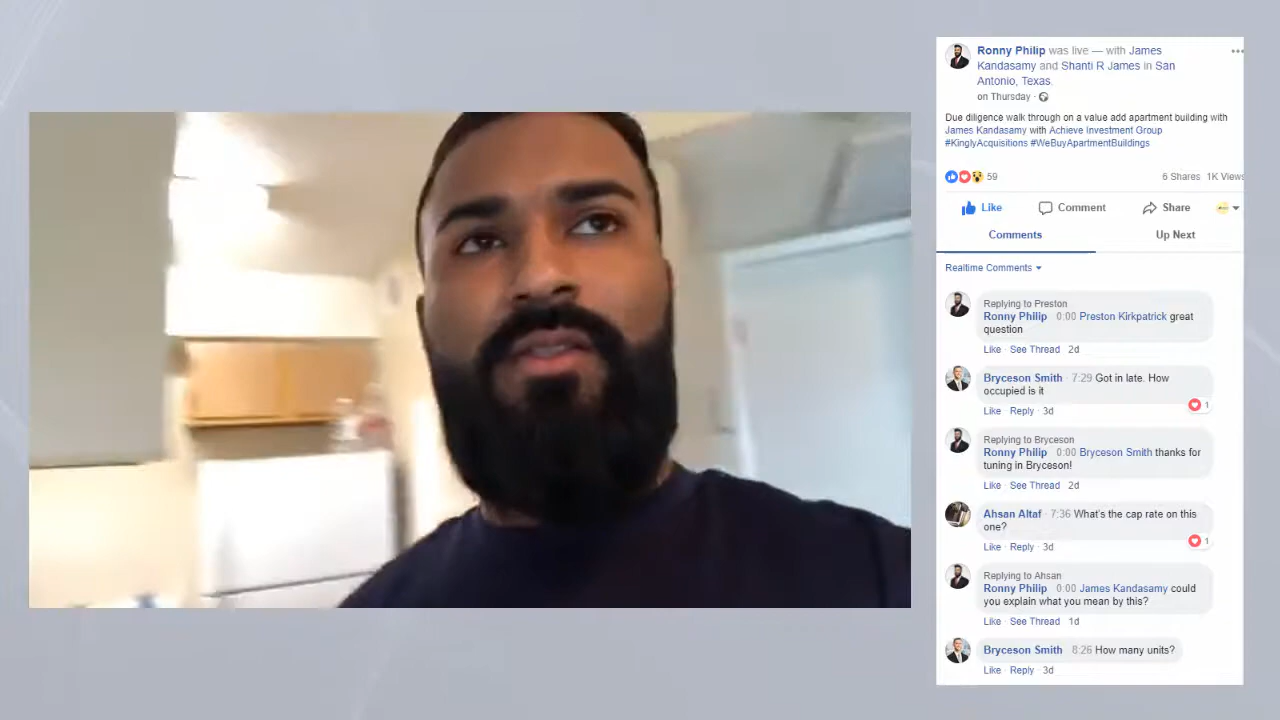 Ronny Philip was live — with James
Kandasamy and Shanti R James in San
Antonio, Texas.
on Thursday ·
Due diligence walk through on a value add apartment building with
James Kandasamy with Achieve Investment Group
#KinglyAcquisitions #WeBuyApartmentBuildings
59 6 Shares 1K Views
Like Comment Share
Comments Up Next
Realtime Comments
Replying to Preston
Ronny Philip 0:00 Preston Kirkpatrick great
question
Like · See Thread 2d
Bryceson Smith · 7:29 Got in late. How
occupied is it
1
Like · Reply · 3d
Replying to Bryceson
Ronny Philip 0:00 Bryceson Smith thanks for
tuning in Bryceson!
Like · See Thread 2d
Ahsan Altaf · 7:36 What's the cap rate on this
one?
1
Like · Reply · 3d
Replying to Ahsan
Ronny Philip 0:00 James Kandasamy could
you explain what you mean by this?
Like · See Thread 1d
Bryceson Smith · 8:26 How many units?
Like · Reply · 3d